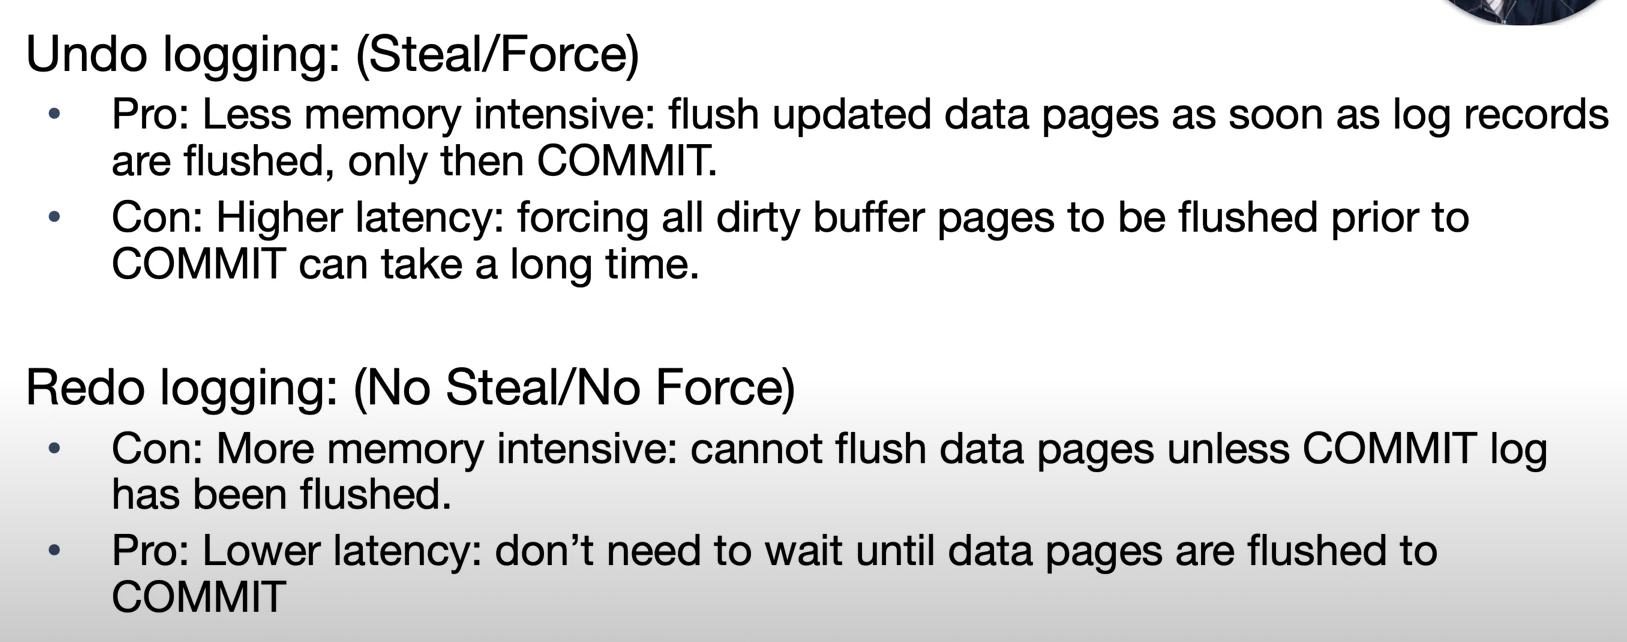 Undo logging: (Steal/Force)
• Pro: Less memory intensive: flush updated data pages as soon as log records
are flushed, only then COMMIT.
• Con: Higher latency: forcing all dirty buffer pages to be flushed prior to
COMMIT can take a long time.
Redo logging: (No Steal/No Force)
• Con: More memory intensive: cannot flush data pages unless COMMIT log
has been flushed.
• Pro: Lower latency: don’t need to wait until data pages are flushed to
COMMIT